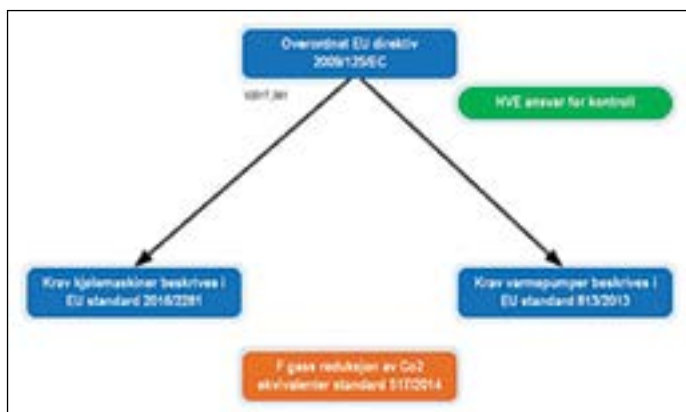 Overordnet EU direktiv
2009/125/EC
NVE ansvar for kontroll
Krav kjølemaskiner beskrives i
EU standard 2016/2281
Krav varmepumper beskrives i
EU standard 813/2013
F gass reduksjon av Co2
ekvivalenter standard 517/2014